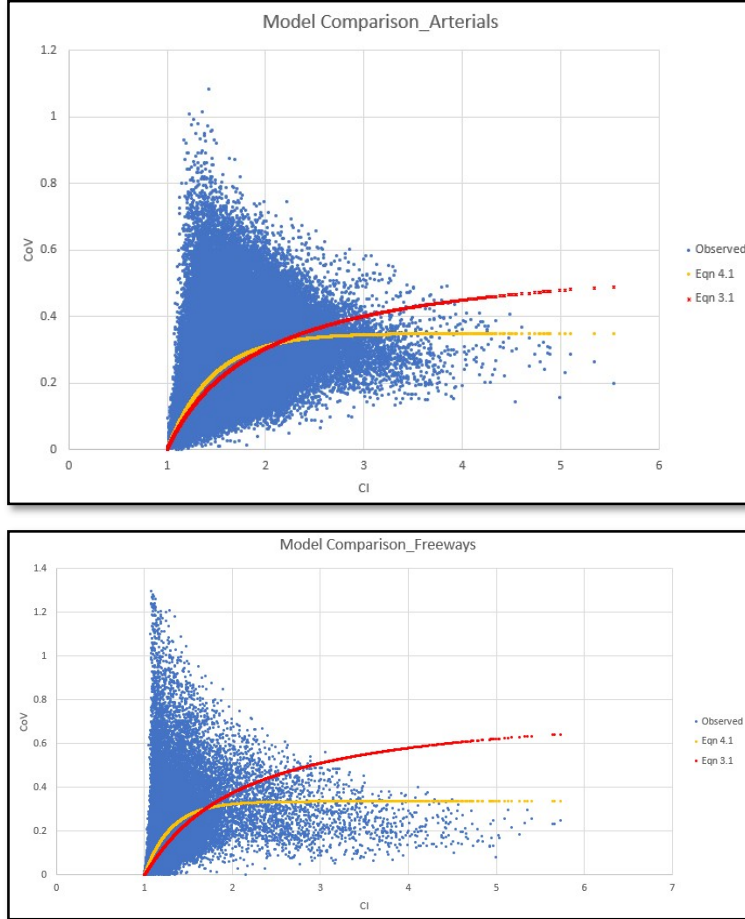 Model Comparison_Arterials
1.2
1
0.8
0.6
0.4
0.2
0
CoV
0 1 2 3 4 5 6
CI
Observed
Eqn 4.1
Eqn 3.1
Model Comparison_Freeways
1.4
1.2
1
0.8
0.6
0.4
0.2
0
CoV
0 1 2 3 4 5 6 7
CI
Observed
Eqn 4.1
Eqn 3.1